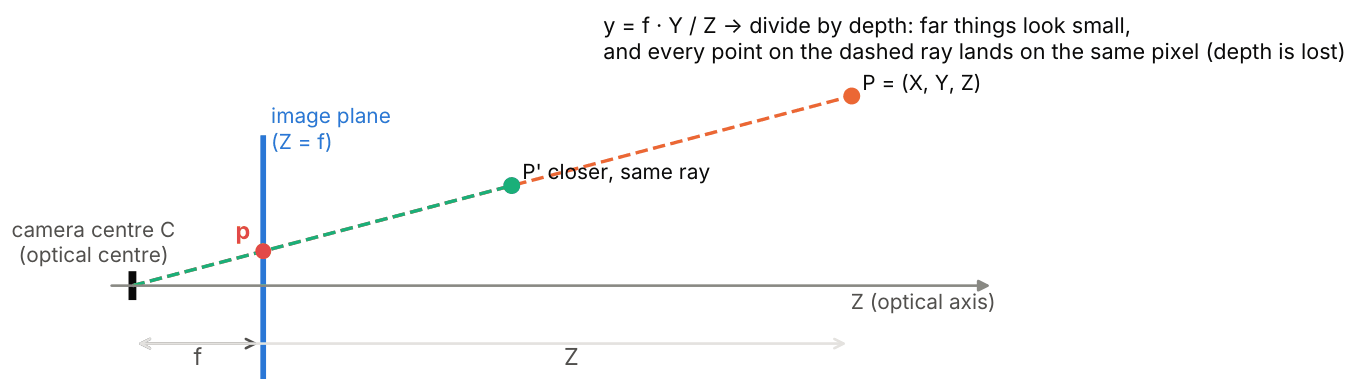 y = f · Y / Z → divide by depth: far things look small,
and every point on the dashed ray lands on the same pixel (depth is lost)
P = (X, Y, Z)
image plane
(Z = f)
P' closer, same ray
camera centre C
(optical centre)
p
Z (optical axis)
f
Z